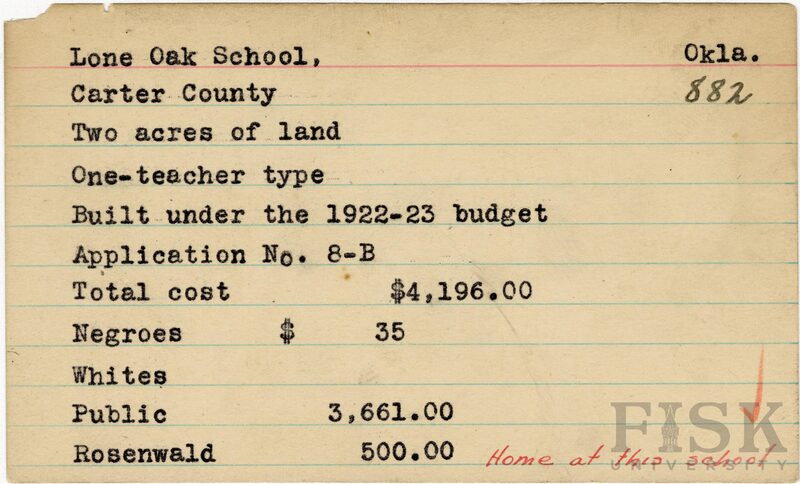 Lone Oak School, Okla.
Carter County 882
Two acres of land
One-teacher type
Built under the 1922-23 budget
Application No. 8-B
Total cost $4,196.00
Negroes $ 35
Whites
Public 3,661.00
Rosenwald 500.00 Home at this school
FISK
UNIVERSITY